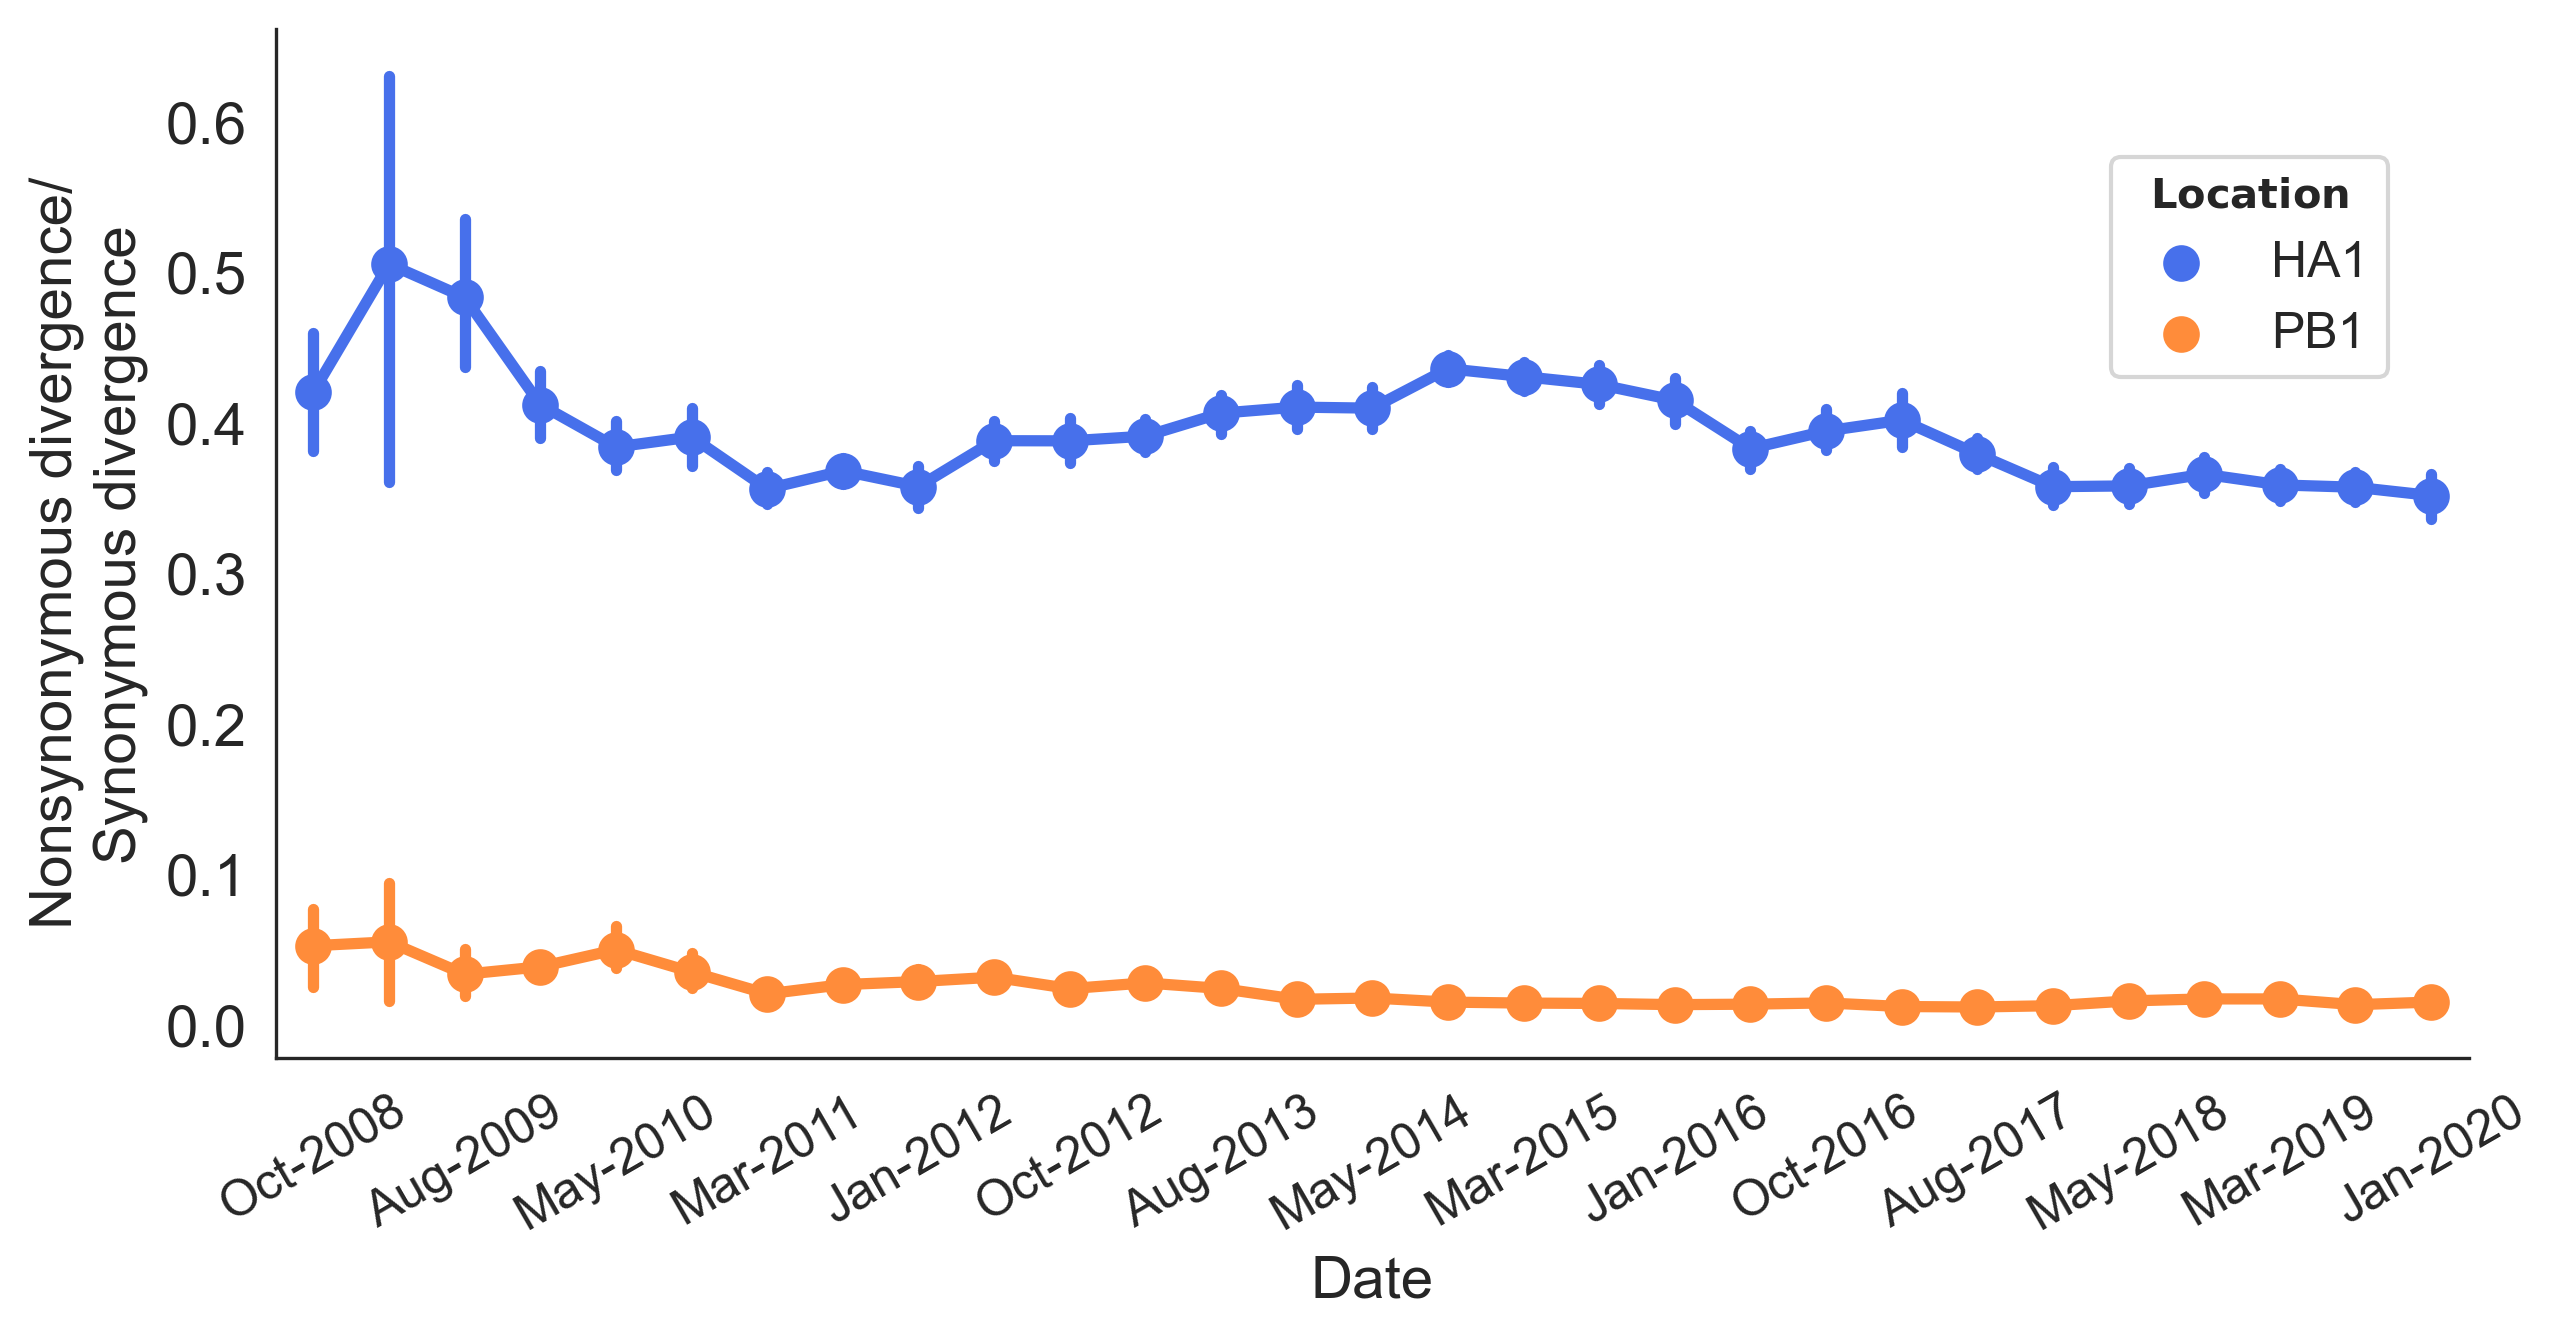 Nonsynonymous divergence/
Synonymous divergence
0.6
0.5
0.4
0.3
0.2
0.1
0.0
Location
HA1
PB1
Oct-2008
Aug-2009
May-2010
Mar-2011
Jan-2012
Oct-2012
Aug-2013
May-2014
Mar-2015
Jan-2016
Oct-2016
Aug-2017
May-2018
Mar-2019
Jan-2020
Date